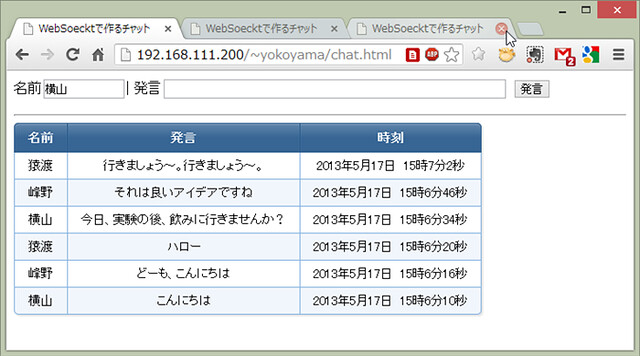 WebSoecktで作るチャット WebSoecktで作るチャット WebSoecktで作るチャット
192.168.111.200/~yokoyama/chat.html ABP 2
名前 横山 | 発言 発言
名前 発言 時刻
猿渡 行きましょう～。行きましょう～。 2013年5月17日 15時7分2秒
峰野 それは良いアイデアですね 2013年5月17日 15時6分46秒
横山 今日、実験の後、飲みに行きませんか？ 2013年5月17日 15時6分34秒
猿渡 ハロー 2013年5月17日 15時6分20秒
峰野 どーも、こんにちは 2013年5月17日 15時6分16秒
横山 こんにちは 2013年5月17日 15時6分10秒